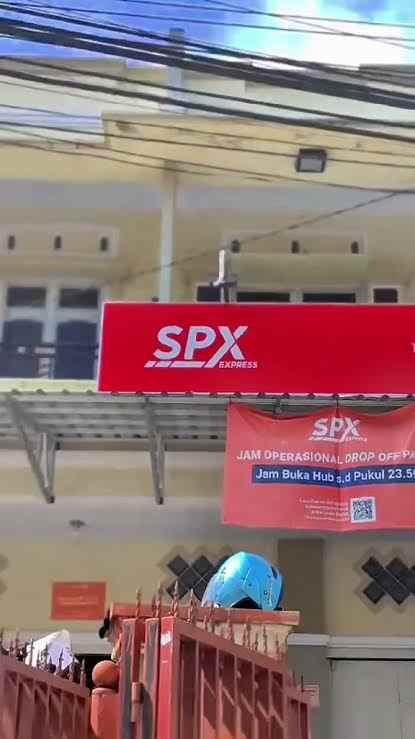 SPX
EXPRESS
SPX
EXPRESS
JAM OPERASIONAL DROP OFF
Jam Buka Hub s.d Pukul 23.5